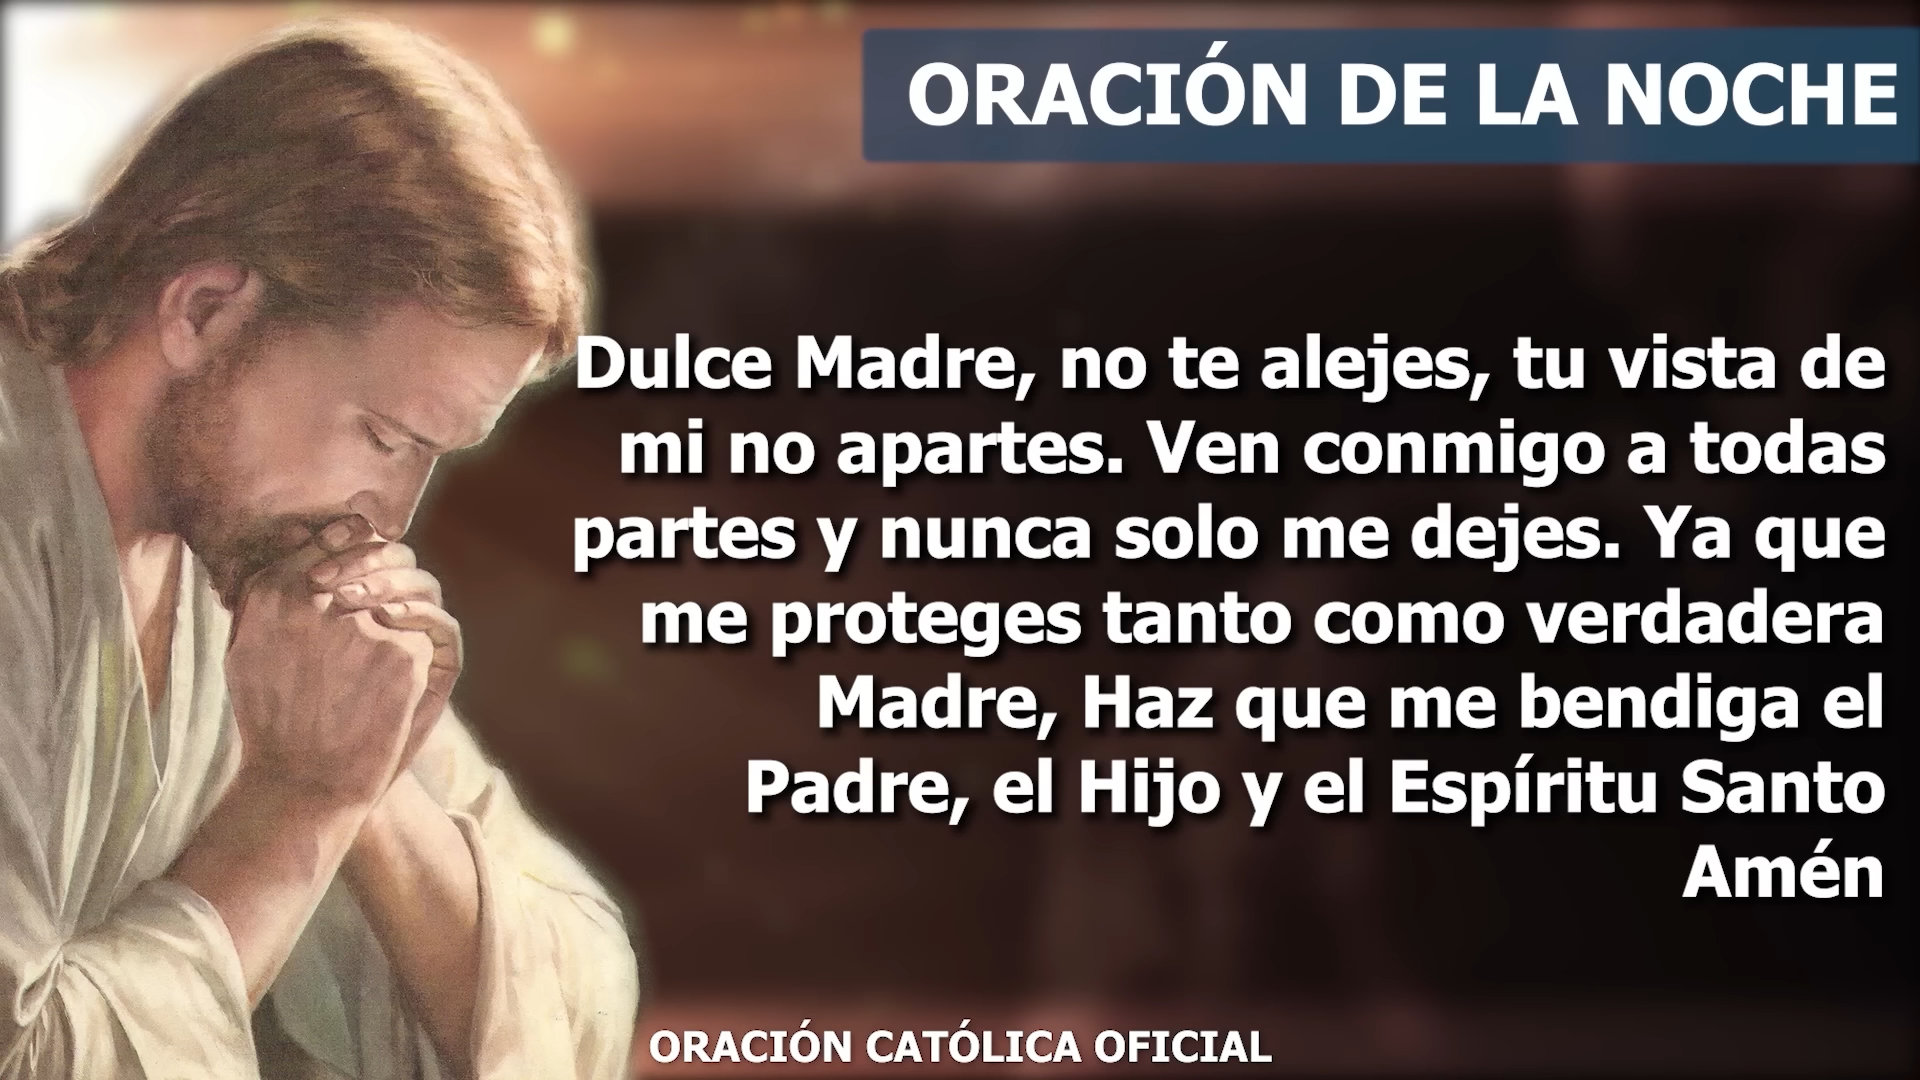 ORACIÓN DE LA NOCHE
Dulce Madre, no te alejes, tu vista de
mi no apartes. Ven conmigo a todas
partes y nunca solo me dejes. Ya que
me proteges tanto como verdadera
Madre, Haz que me bendiga el
Padre, el Hijo y el Espíritu Santo
Amén
ORACIÓN CATÓLICA OFICIAL